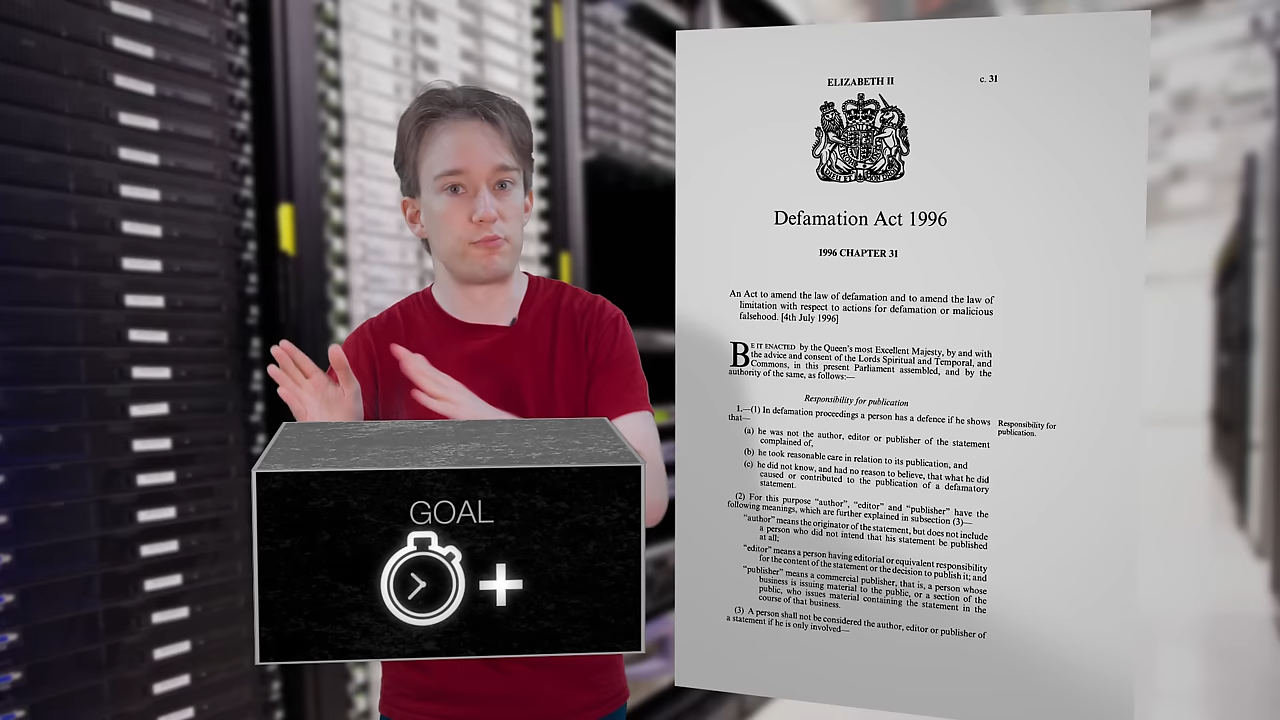 GOAL
+
ELIZABETH II
c. 31
Defamation Act 1996
1996 CHAPTER 31
An Act to amend the law of defamation and to amend the law of
limitation with respect to actions for defamation or malicious
falsehood. [4th July 1996]
BE IT ENACTED by the Queen's most Excellent Majesty, by and with
the advice and consent of the Lords Spiritual and Temporal, and
Commons, in this present Parliament assembled, and by the
authority of the same, as follows:—
Responsibility for publication
1.—(1) In defamation proceedings a person has a defence if he shows
that—
Responsibility for
publication.
(a) he was not the author, editor or publisher of the statement
complained of,
(b) he took reasonable care in relation to its publication, and
(c) he did not know, and had no reason to believe, that what he did
caused or contributed to the publication of a defamatory
statement.
(2) For this purpose “author”, “editor” and “publisher” have the
following meanings, which are further explained in subsection (3)—
“author” means the originator of the statement, but does not include
a person who did not intend that his statement be published
at all;
“editor” means a person having editorial or equivalent responsibility
for the content of the statement or the decision to publish it; and
“publisher” means a commercial publisher, that is, a person whose
business is issuing material to the public, or a section of the
public, who issues material containing the statement in the
course of that business.
(3) A person shall not be considered the author, editor or publisher of
a statement if he is only involved—